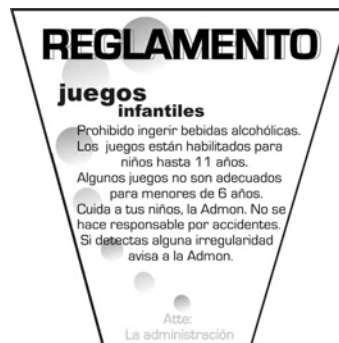 REGLAMENTO
juegos
infantiles
Prohibido ingerir bebidas alcohólicas.
Los juegos están habilitados para
niños hasta 11 años.
Algunos juegos no son adecuados
para menores de 6 años.
Cuida a tus niños, la Admon. No se
hace responsable por accidentes.
Si detectas alguna irregularidad
avisa a la Admon.
Atte:
La administración